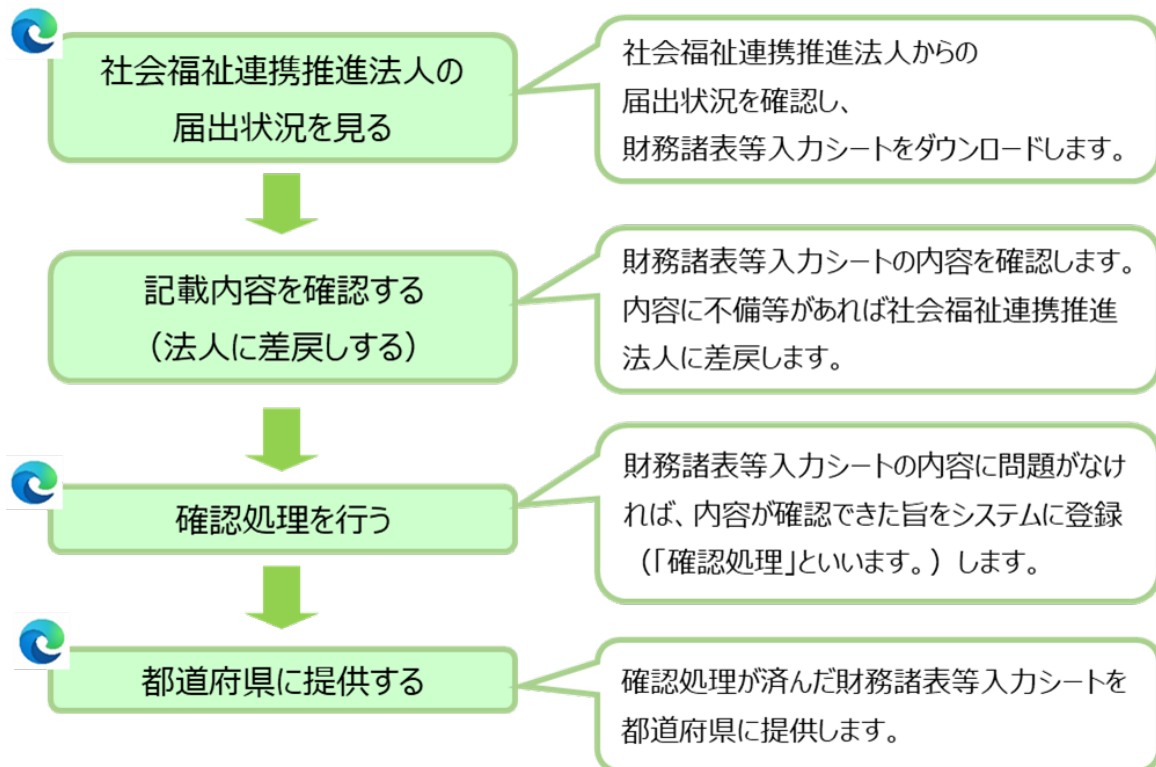 社会福祉連携推進法人の
届出状況を見る
社会福祉連携推進法人からの
届出状況を確認し、
財務諸表等入力シートをダウンロードします。
記載内容を確認する
（法人に差戻しする）
財務諸表等入力シートの内容を確認します。
内容に不備等があれば社会福祉連携推進
法人に差戻します。
確認処理を行う
財務諸表等入力シートの内容に問題がなけ
れば、内容が確認できた旨をシステムに登録
（「確認処理」といいます。）します。
都道府県に提供する
確認処理が済んだ財務諸表等入力シートを
都道府県に提供します。